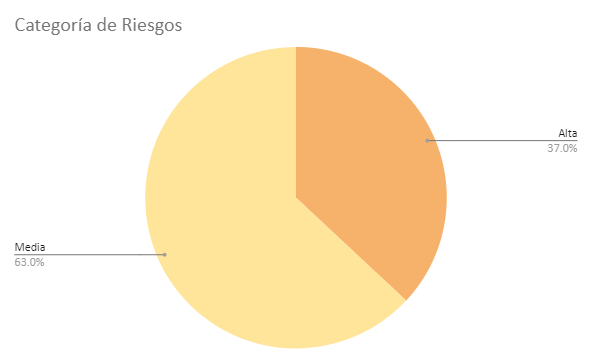 Categoría de Riesgos
Alta
37.0%
Media
63.0%